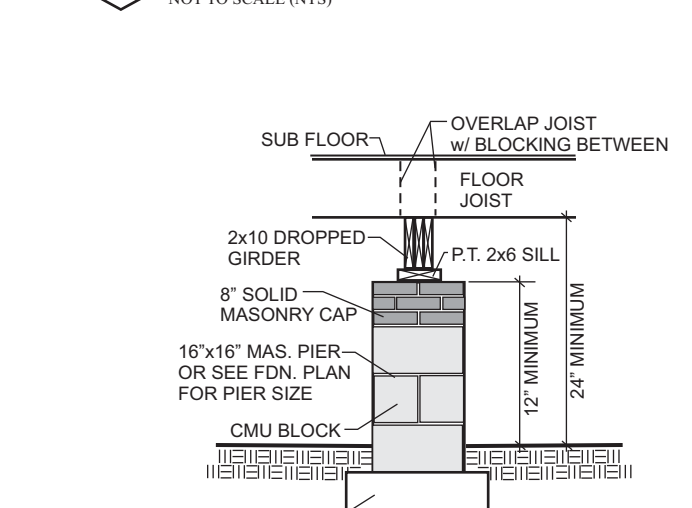 NOT TO SCALE (NTS)
SUB FLOOR
OVERLAP JOIST
w/ BLOCKING BETWEEN
FLOOR
JOIST
2x10 DROPPED
GIRDER
P.T. 2x6 SILL
8” SOLID
MASONRY CAP
16”x16” MAS. PIER
OR SEE FDN. PLAN
FOR PIER SIZE
CMU BLOCK
12” MINIMUM
24” MINIMUM